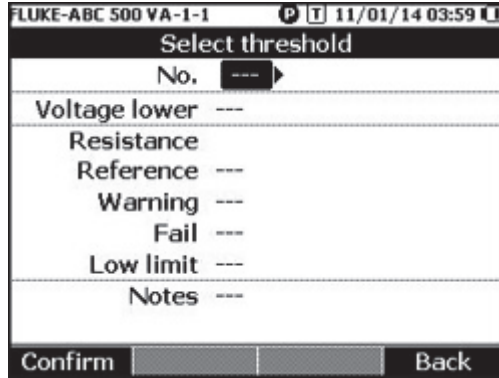 FLUKE-ABC 500 VA-1-1 P T 11/01/14 03:59
Select threshold
No. ---
Voltage lower ---
Resistance
Reference ---
Warning ---
Fail ---
Low limit ---
Notes ---
Confirm Back